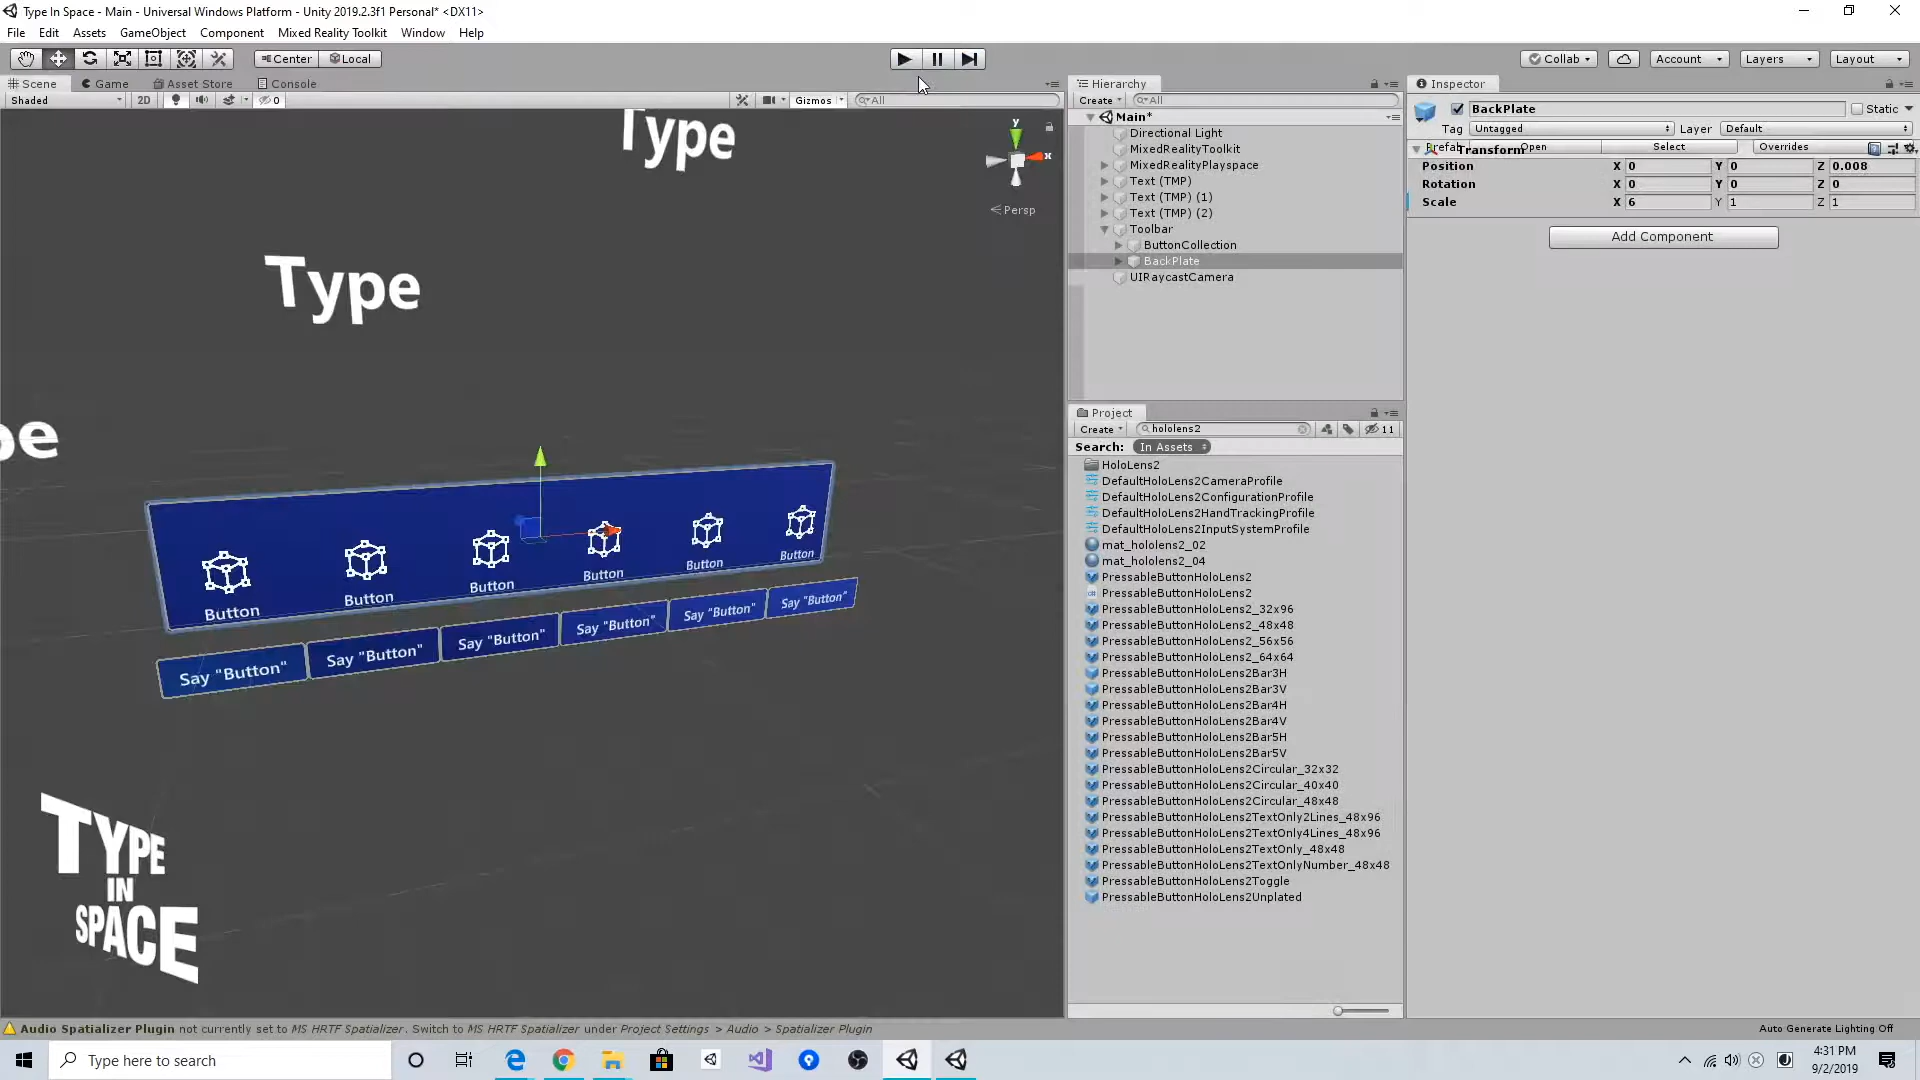 Type In Space - Main - Universal Windows Platform - Unity 2019.2.3f1 Personal* <DX11>
File Edit Assets GameObject Component Mixed Reality Toolkit Window Help
Center Local
Collab Account Layers Layout
Scene Game Asset Store Console
Shaded 2D 0 Gizmos All
Type
Type
pe
y
x
Persp
Button Button Button Button Button Button
Say "Button" Say "Button" Say "Button" Say "Button" Say "Button" Say "Button"
TYPE
IN
SPACE
Hierarchy
Create All
Main*
Directional Light
MixedRealityToolkit
MixedRealityPlayspace
Text (TMP)
Text (TMP) (1)
Text (TMP) (2)
Toolbar
ButtonCollection
BackPlate
UIRaycastCamera
Project
Create hololens2 11
Search: In Assets
HoloLens2
DefaultHoloLens2CameraProfile
DefaultHoloLens2ConfigurationProfile
DefaultHoloLens2HandTrackingProfile
DefaultHoloLens2InputSystemProfile
mat_hololens2_02
mat_hololens2_04
PressableButtonHoloLens2
PressableButtonHoloLens2
PressableButtonHoloLens2_32x96
PressableButtonHoloLens2_48x48
PressableButtonHoloLens2_56x56
PressableButtonHoloLens2_64x64
PressableButtonHoloLens2Bar3H
PressableButtonHoloLens2Bar3V
PressableButtonHoloLens2Bar4H
PressableButtonHoloLens2Bar4V
PressableButtonHoloLens2Bar5H
PressableButtonHoloLens2Bar5V
PressableButtonHoloLens2Circular_32x32
PressableButtonHoloLens2Circular_40x40
PressableButtonHoloLens2Circular_48x48
PressableButtonHoloLens2TextOnly2Lines_48x96
PressableButtonHoloLens2TextOnly4Lines_48x96
PressableButtonHoloLens2TextOnly_48x48
PressableButtonHoloLens2TextOnlyNumber_48x48
PressableButtonHoloLens2Toggle
PressableButtonHoloLens2Unplated
Inspector
BackPlate Static
Tag Untagged Layer Default
Prefab Transform Open Select Overrides
Position X 0 Y 0 Z 0.008
Rotation X 0 Y 0 Z 0
Scale X 6 Y 1 Z 1
Add Component
Audio Spatializer Plugin not currently set to MS HRTF Spatializer. Switch to MS HRTF Spatializer under Project Settings > Audio > Spatializer Plugin
Auto Generate Lighting Off
Type here to search
4:31 PM
9/2/2019